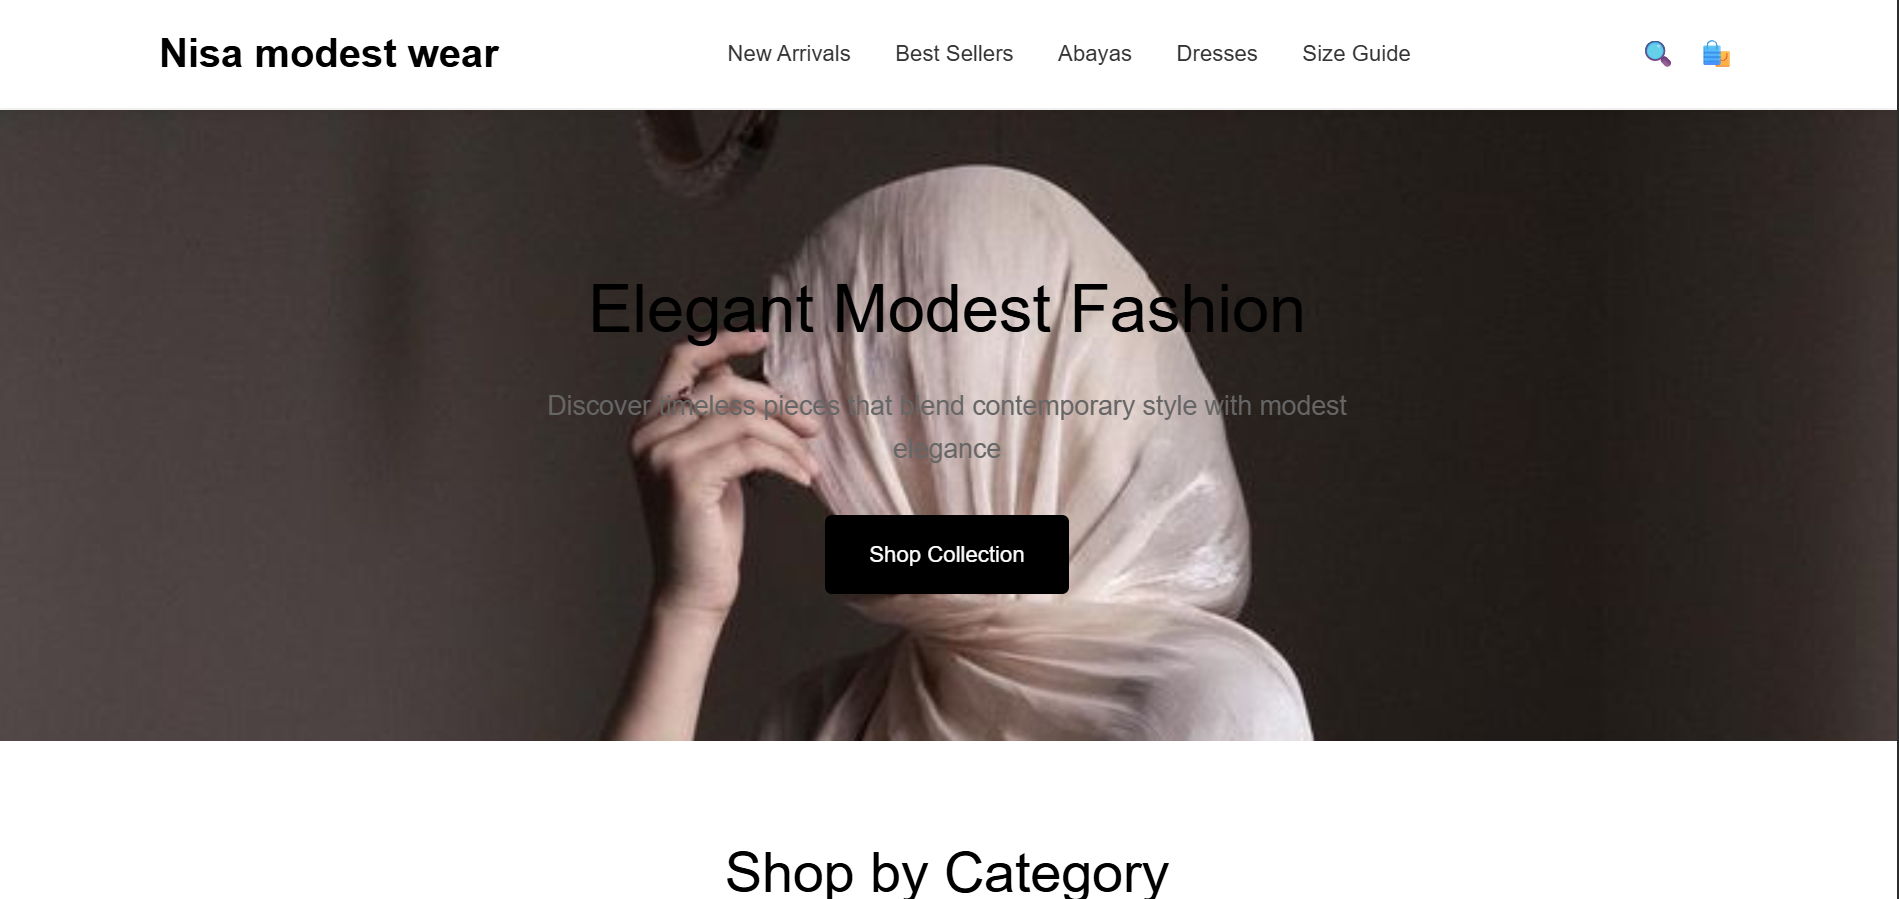 Nisa modest wear
New Arrivals
Best Sellers
Abayas
Dresses
Size Guide
Elegant Modest Fashion
Discover timeless pieces that blend contemporary style with modest
elegance
Shop Collection
Shop by Category